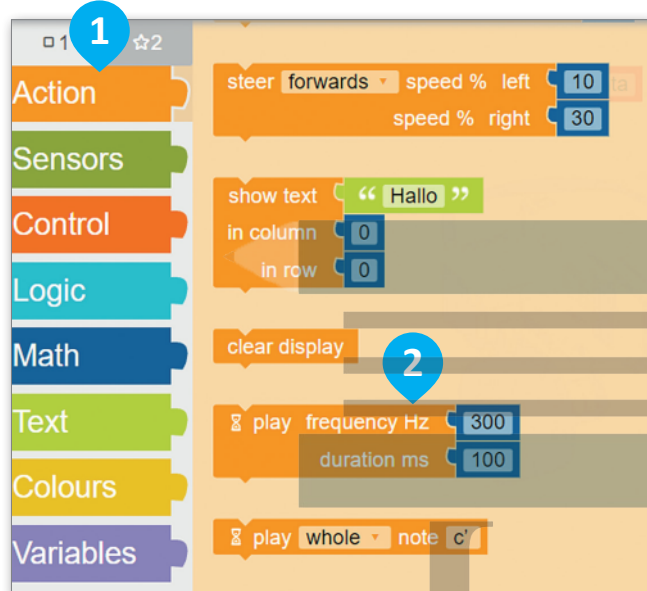 1
1
☆2
Action
Sensors
Control
Logic
Math
Text
Colours
Variables
steer forwards speed % left 10
speed % right 30
show text “ Hallo ”
in column 0
in row 0
clear display
2
play frequency Hz 300
duration ms 100
play whole note c'